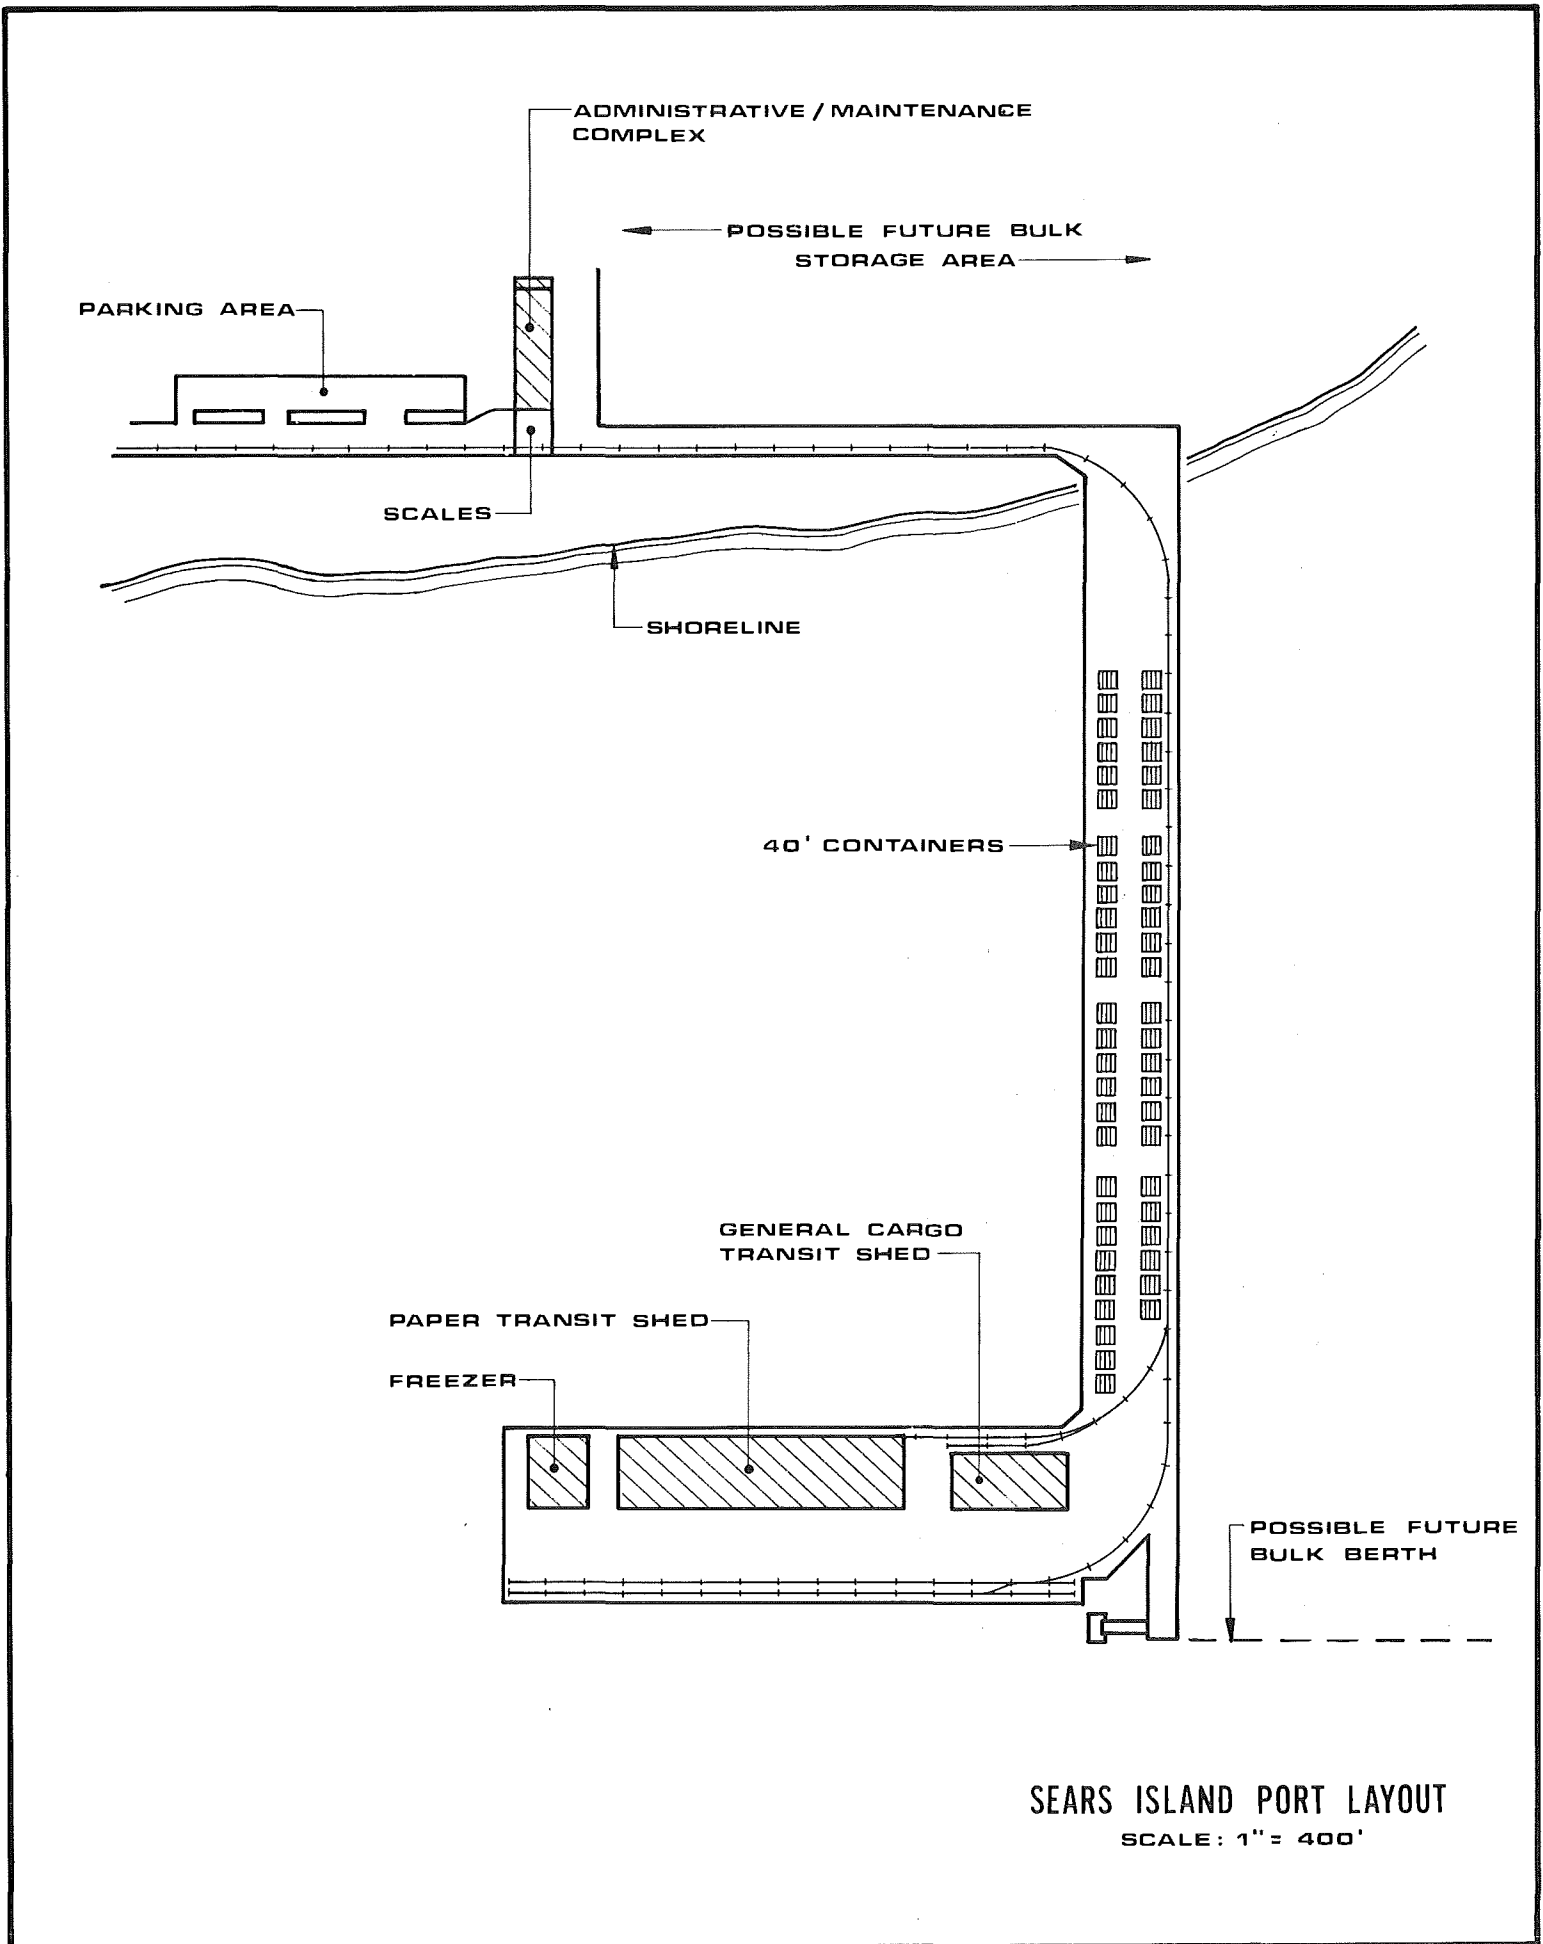 ADMINISTRATIVE / MAINTENANCE
COMPLEX
POSSIBLE FUTURE BULK
STORAGE AREA
PARKING AREA
SCALES
SHORELINE
40' CONTAINERS
GENERAL CARGO
TRANSIT SHED
PAPER TRANSIT SHED
FREEZER
POSSIBLE FUTURE
BULK BERTH
SEARS ISLAND PORT LAYOUT
SCALE: 1" = 400'